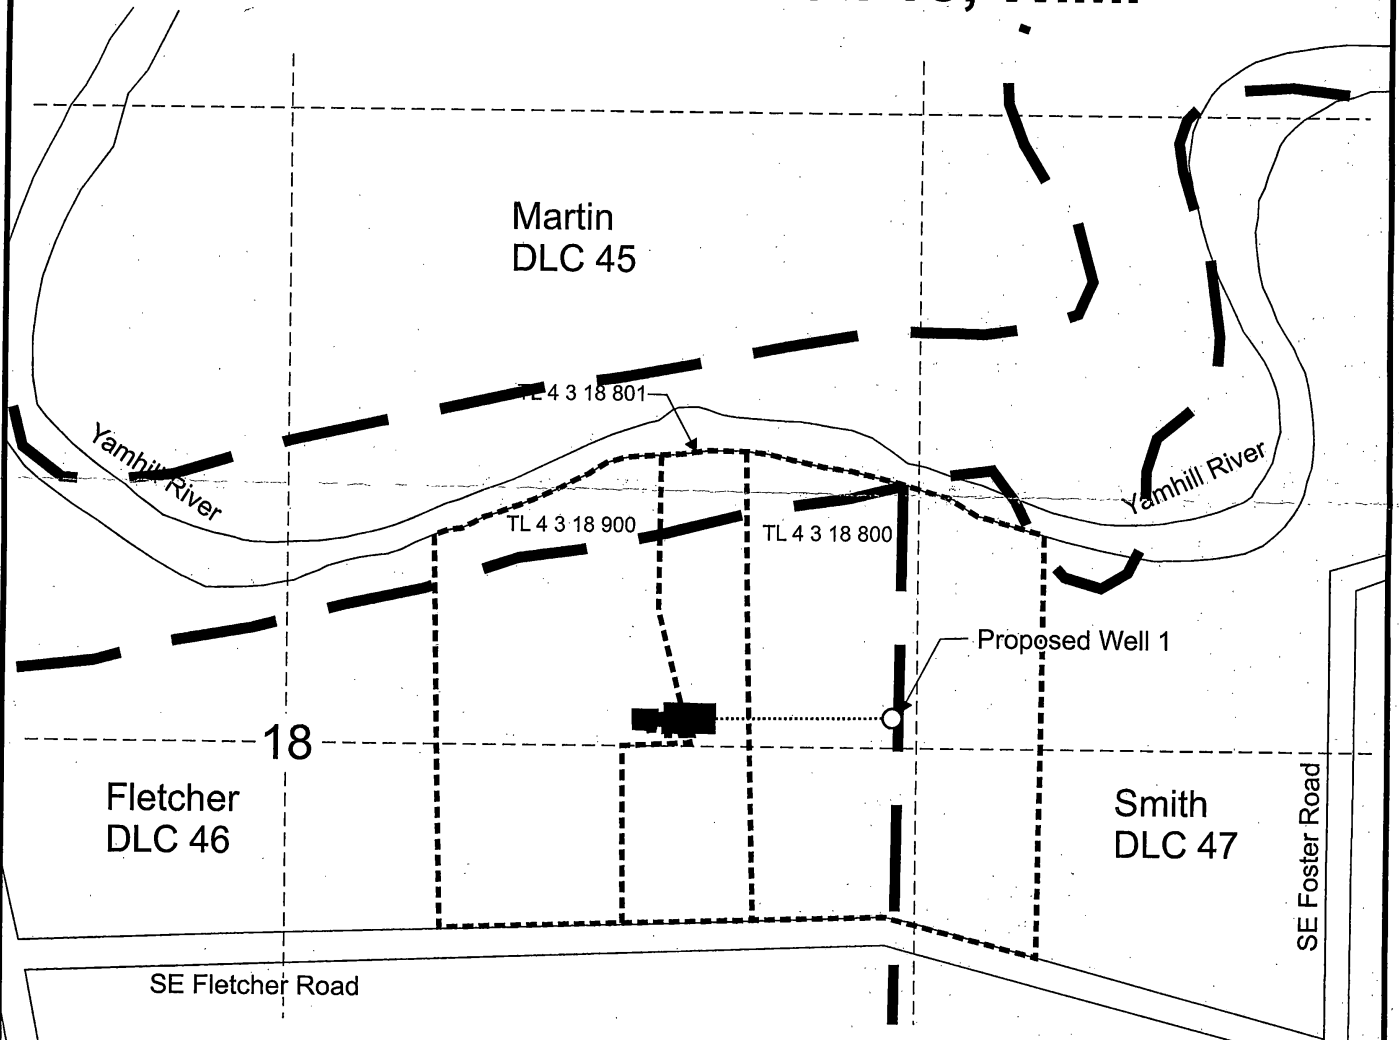 Martin
DLC 45
TL 4 3 18 801
Yamhill River
TL 4 3 18 900
TL 4 3 18 800
Yamhill River
Proposed Well 1
18
Fletcher
DLC 46
Smith
DLC 47
SE Foster Road
SE Fletcher Road